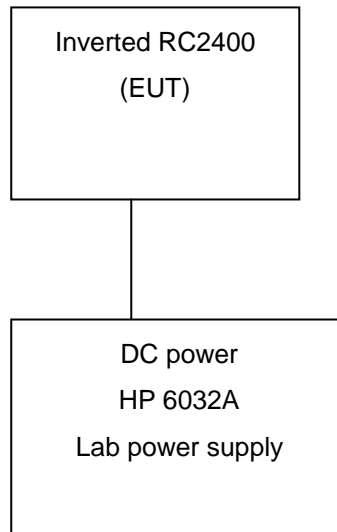 Inverted RC2400
(EUT)
DC power
HP 6032A
Lab power supply